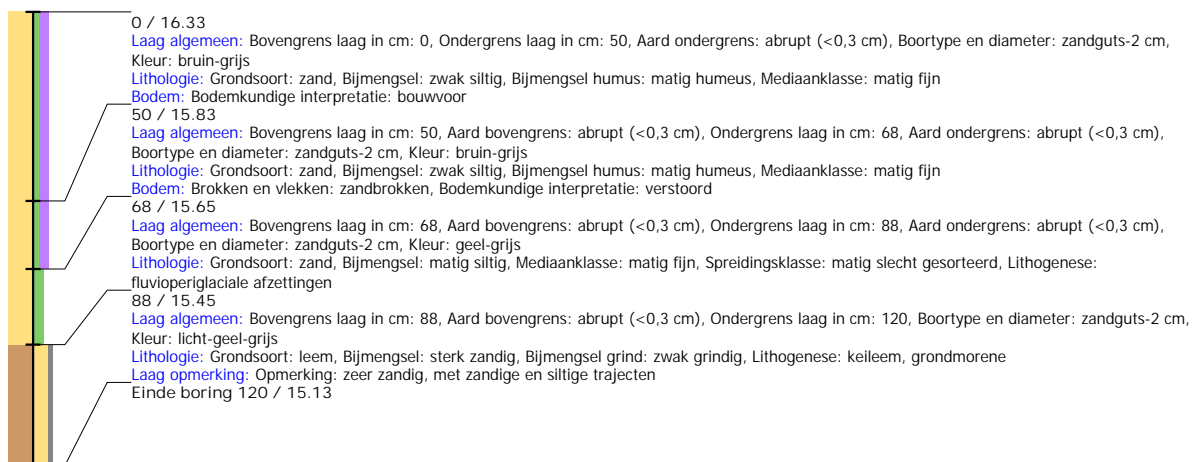 0 / 16.33
Laag algemeen: Bovengrens laag in cm: 0, Ondergrens laag in cm: 50, Aard ondergrens: abrupt (<0,3 cm), Boortype en diameter: zandguts-2 cm,
Kleur: bruin-grijs
Lithologie: Grondsoort: zand, Bijmengsel: zwak siltig, Bijmengsel humus: matig humeus, Mediaanklasse: matig fijn
Bodem: Bodemkundige interpretatie: bouwvoor
50 / 15.83
Laag algemeen: Bovengrens laag in cm: 50, Aard bovengrens: abrupt (<0,3 cm), Ondergrens laag in cm: 68, Aard ondergrens: abrupt (<0,3 cm),
Boortype en diameter: zandguts-2 cm, Kleur: bruin-grijs
Lithologie: Grondsoort: zand, Bijmengsel: zwak siltig, Bijmengsel humus: matig humeus, Mediaanklasse: matig fijn
Bodem: Brokken en vlekken: zandbrokken, Bodemkundige interpretatie: verstoord
68 / 15.65
Laag algemeen: Bovengrens laag in cm: 68, Aard bovengrens: abrupt (<0,3 cm), Ondergrens laag in cm: 88, Aard ondergrens: abrupt (<0,3 cm),
Boortype en diameter: zandguts-2 cm, Kleur: geel-grijs
Lithologie: Grondsoort: zand, Bijmengsel: matig siltig, Mediaanklasse: matig fijn, Spreidingsklasse: matig slecht gesorteerd, Lithogenese:
fluvioperiglaciale afzettingen
88 / 15.45
Laag algemeen: Bovengrens laag in cm: 88, Aard bovengrens: abrupt (<0,3 cm), Ondergrens laag in cm: 120, Boortype en diameter: zandguts-2 cm,
Kleur: licht-geel-grijs
Lithologie: Grondsoort: leem, Bijmengsel: sterk zandig, Bijmengsel grind: zwak grindig, Lithogenese: keileem, grondmorene
Laag opmerking: Opmerking: zeer zandig, met zandige en siltige trajecten
Einde boring 120 / 15.13